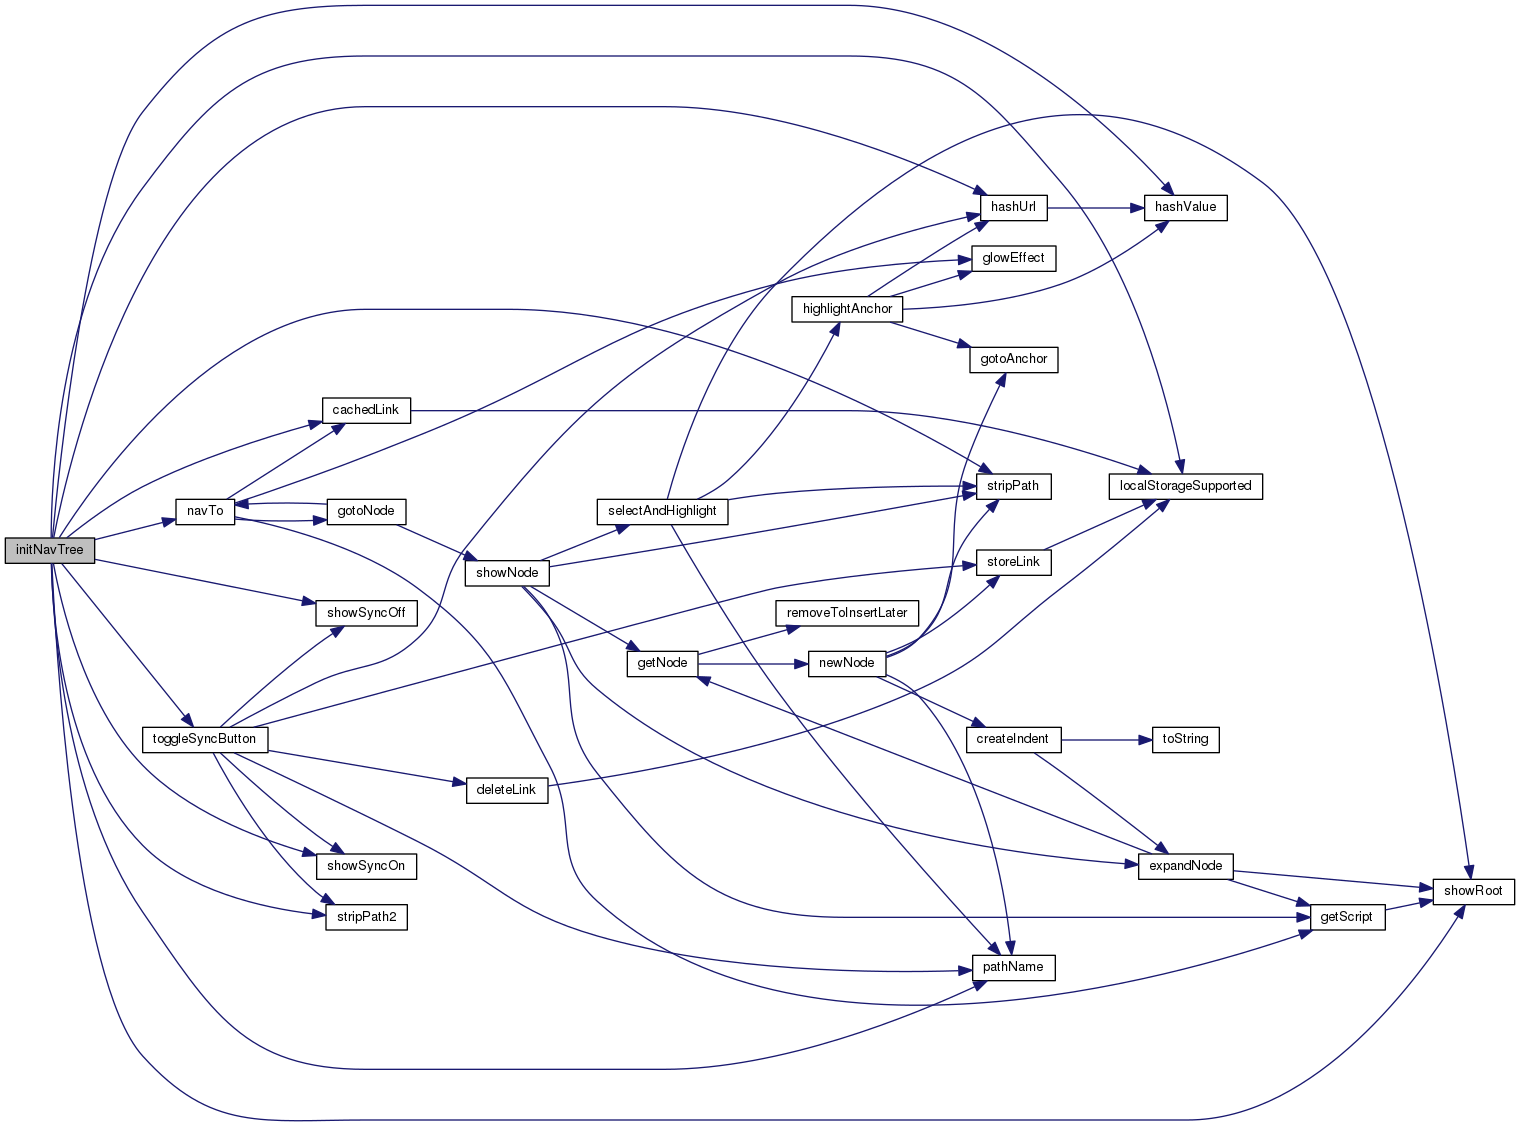 hashUrl
hashValue
glowEffect
highlightAnchor
gotoAnchor
cachedLink
stripPath
localStorageSupported
navTo
gotoNode
selectAndHighlight
initNavTree
showNode
storeLink
showSyncOff
removeToInsertLater
getNode
newNode
toggleSyncButton
createIndent
toString
deleteLink
showSyncOn
expandNode
showRoot
stripPath2
getScript
pathName